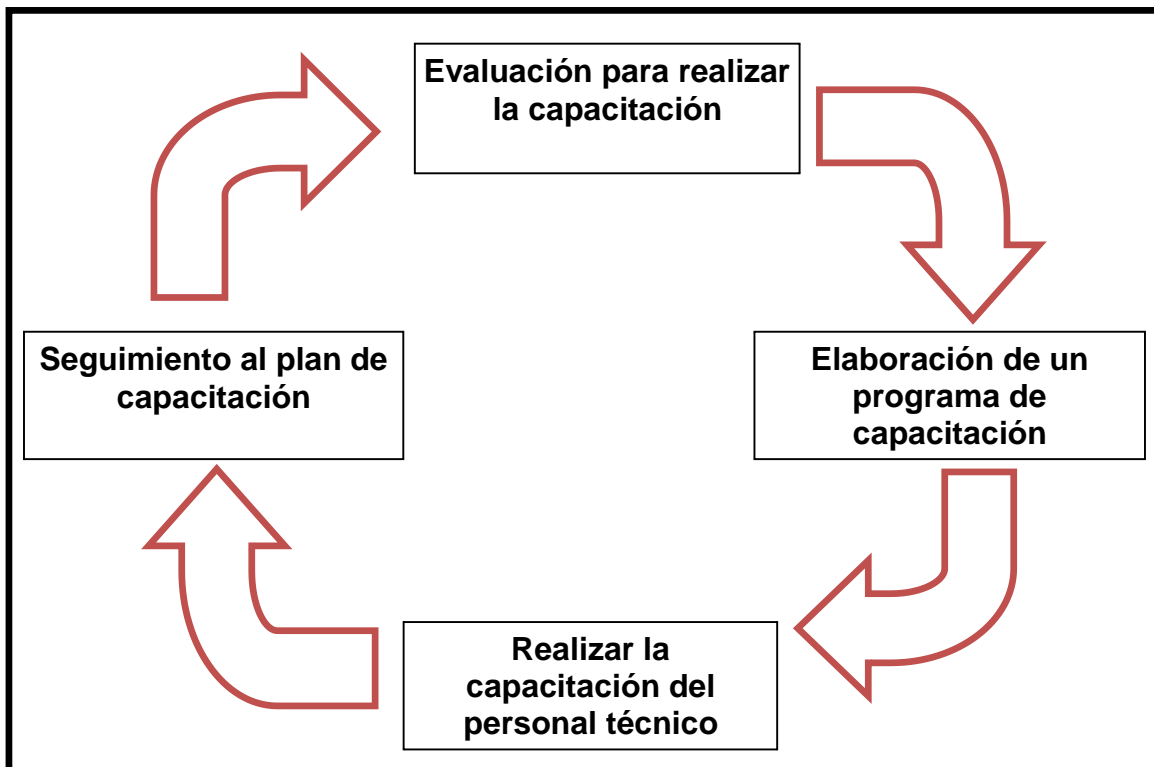 Evaluación para realizar
la capacitación
Elaboración de un
programa de
capacitación
Realizar la
capacitación del
personal técnico
Seguimiento al plan de
capacitación